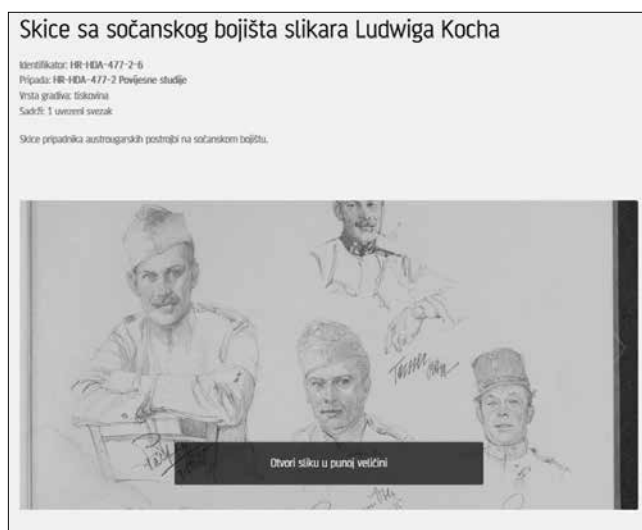 Skice sa sočanskog bojišta slikara Ludwiga Kocha
Identifikator: HR-HDA-477-2-6
Pripada: HR-HDA-477-2 Povijesne studije
Vrsta gradiva: tiskovina
Sadrži: 1 uvezeni svezak
Skice pripadnika austrougarskih postrojbi na sočanskom bojištu.
Otvori sliku u punoj veličini